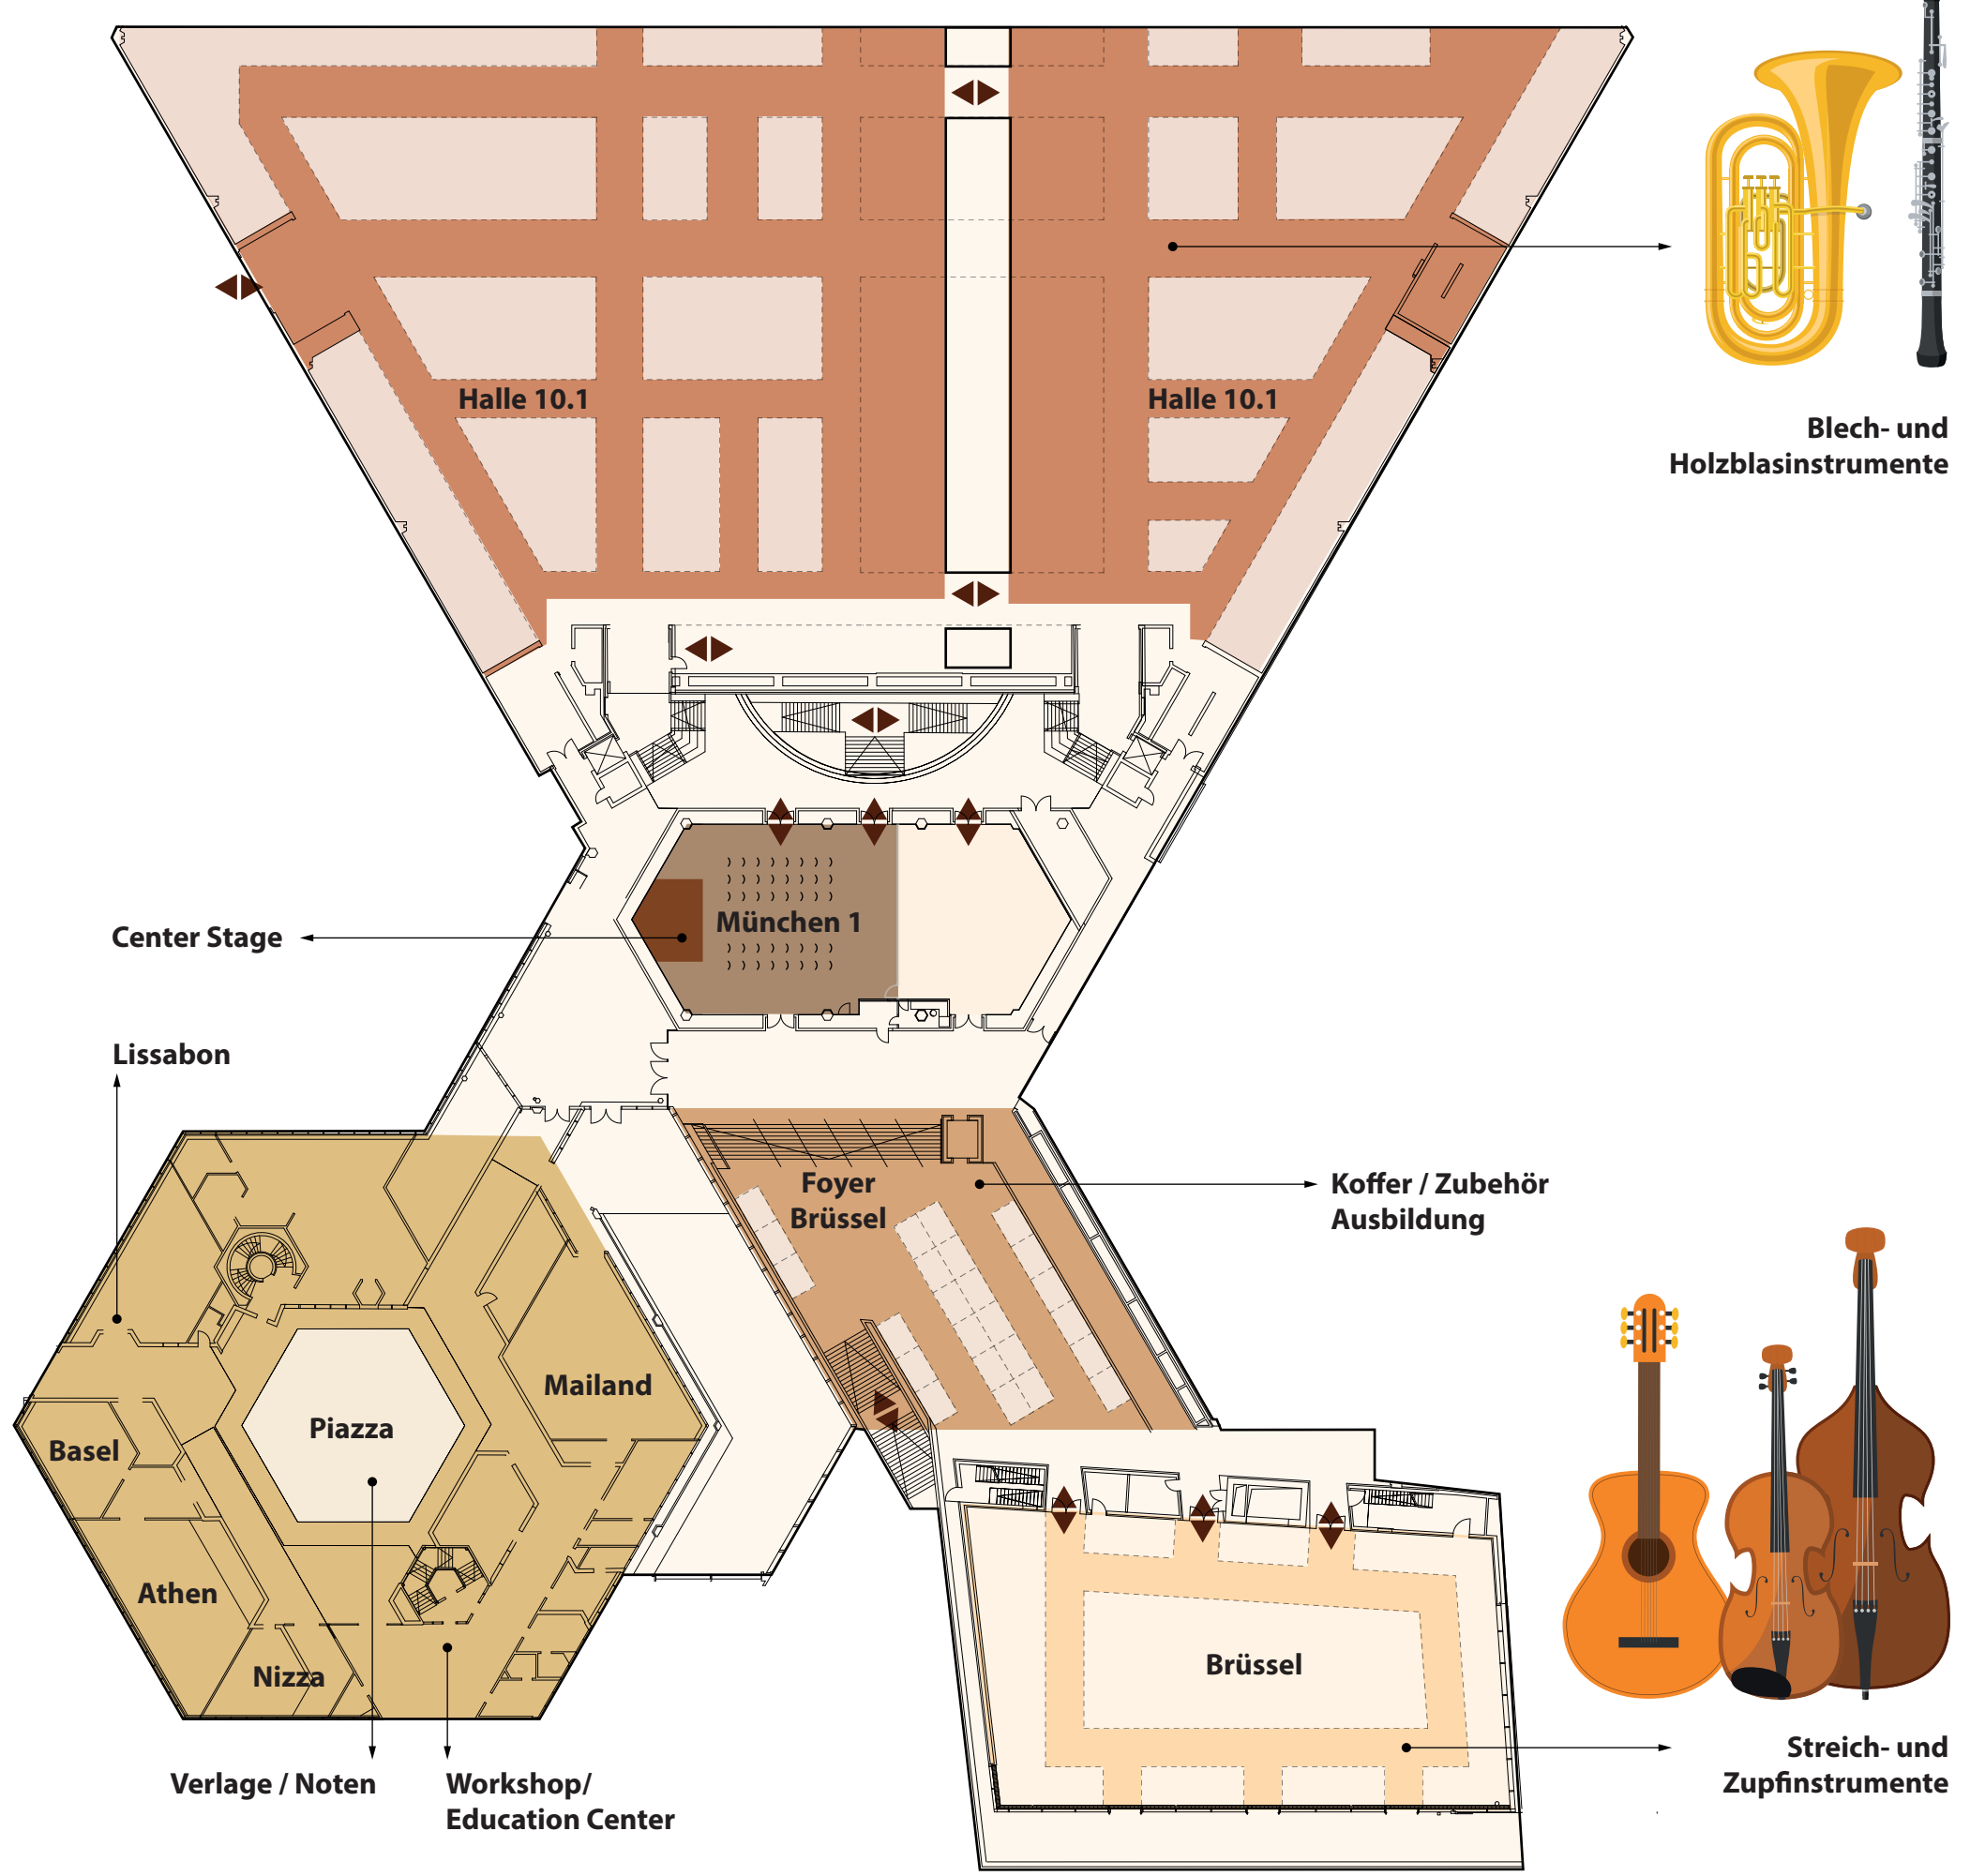 Halle 10.1
Halle 10.1
Blech- und
Holzblasinstrumente
München 1
Center Stage
Lissabon
Foyer
Brüssel
Koffer / Zubehör
Ausbildung
Mailand
Piazza
Basel
Athen
Nizza
Brüssel
Verlage / Noten
Workshop/
Education Center
Streich- und
Zupfinstrumente